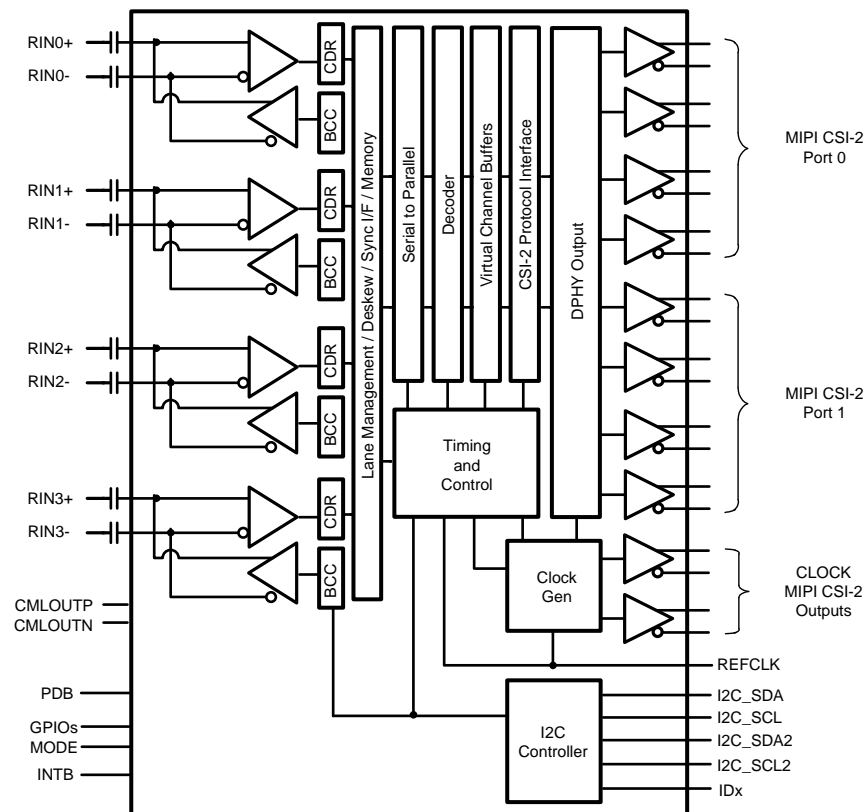 RIN0+
RIN0-
CDR
BCC
RIN1+
RIN1-
CDR
BCC
RIN2+
RIN2-
CDR
BCC
RIN3+
RIN3-
CDR
BCC
Lane Management / Deskew / Sync I/F / Memory
Serial to Parallel
Decoder
Virtual Channel Buffers
CSI-2 Protocol Interface
DPHY Output
Timing
and
Control
Clock
Gen
I2C
Controller
MIPI CSI-2
Port 0
MIPI CSI-2
Port 1
CLOCK
MIPI CSI-2
Outputs
CMLOUTP
CMLOUTN
PDB
GPIOs
MODE
INTB
REFCLK
I2C_SDA
I2C_SCL
I2C_SDA2
I2C_SCL2
IDx